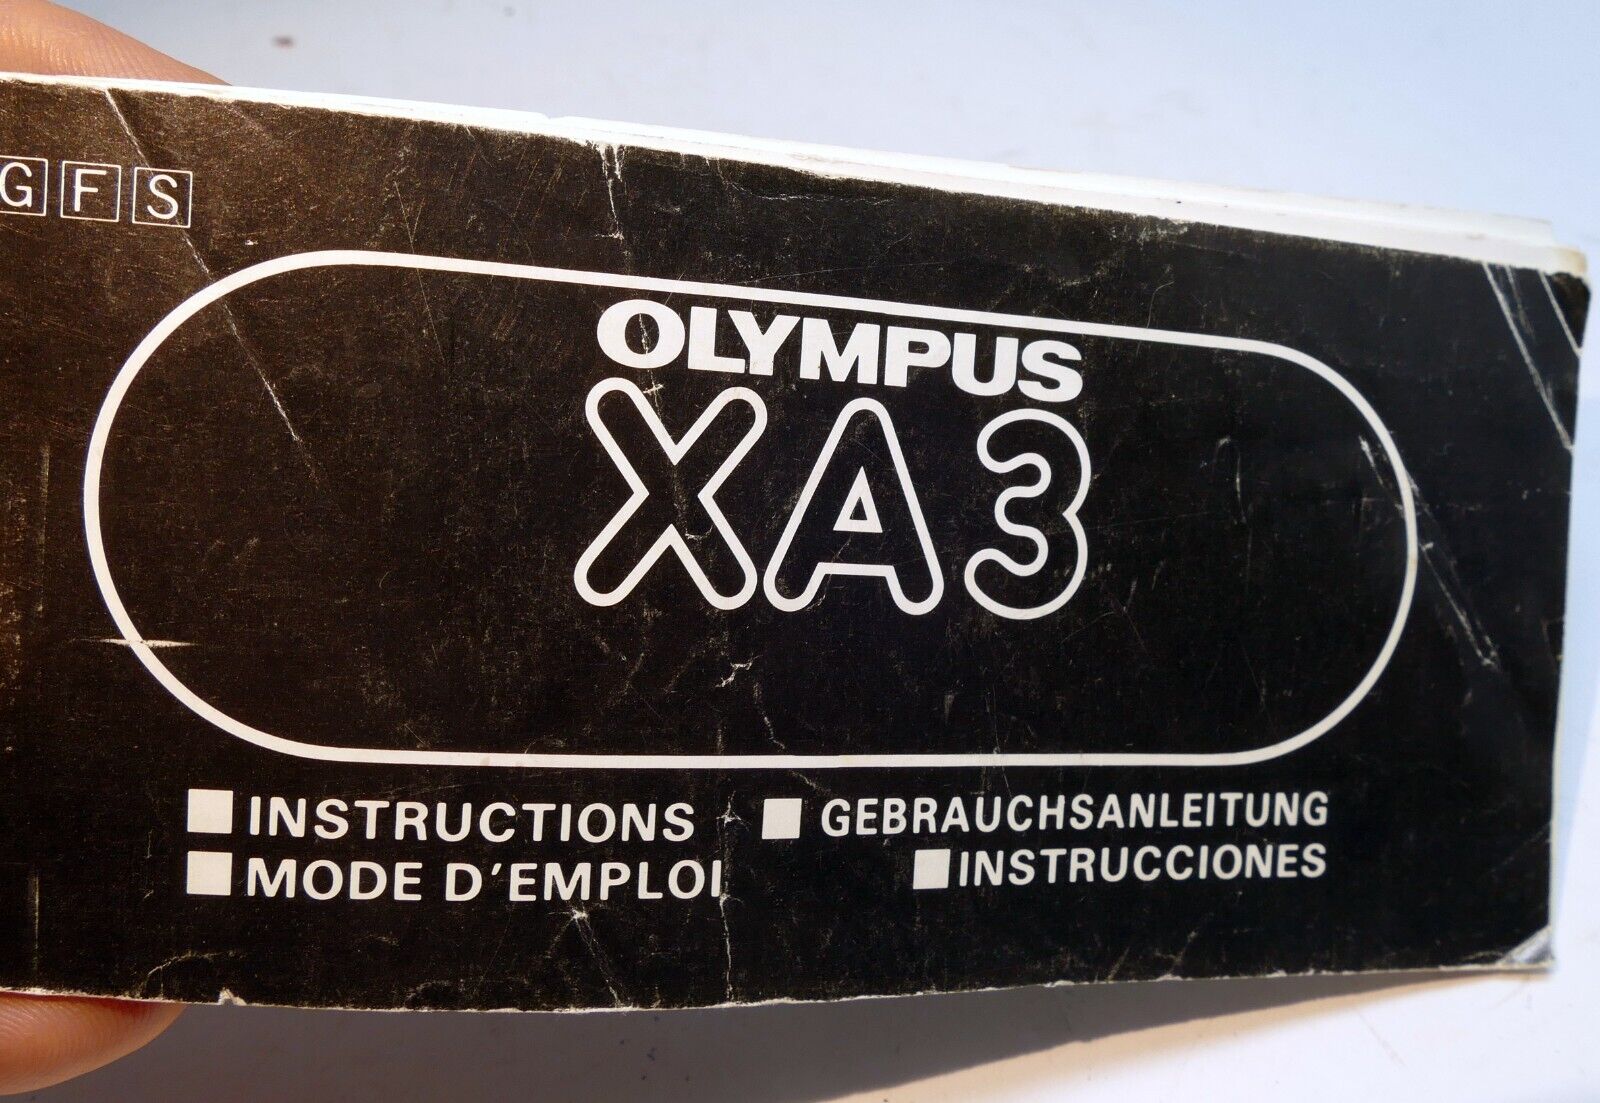 G F S
OLYMPUS
XA3
INSTRUCTIONS GEBRAUCHSANLEITUNG
MODE D'EMPLOI INSTRUCCIONES